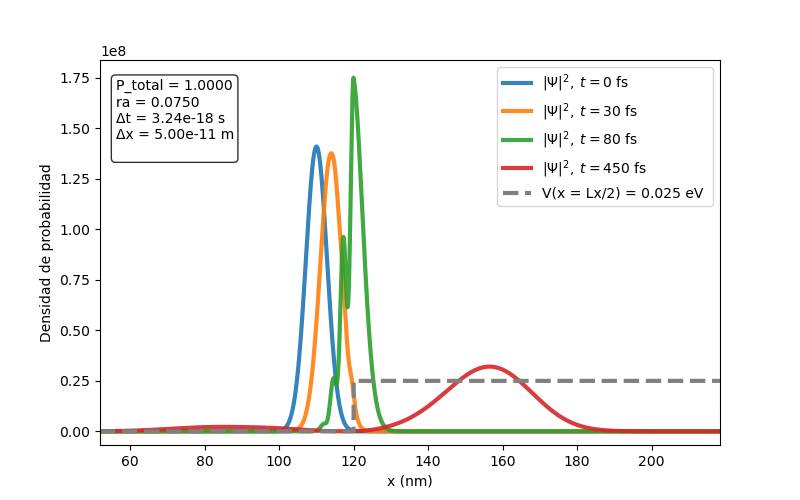 1e8
1.75
1.50
1.25
1.00
0.75
0.50
0.25
0.00
Densidad de probabilidad
P_total = 1.0000
ra = 0.0750
Δt = 3.24e-18 s
Δx = 5.00e-11 m
|Ψ|², t = 0 fs
|Ψ|², t = 30 fs
|Ψ|², t = 80 fs
|Ψ|², t = 450 fs
V(x = Lx/2) = 0.025 eV
60 80 100 120 140 160 180 200
x (nm)